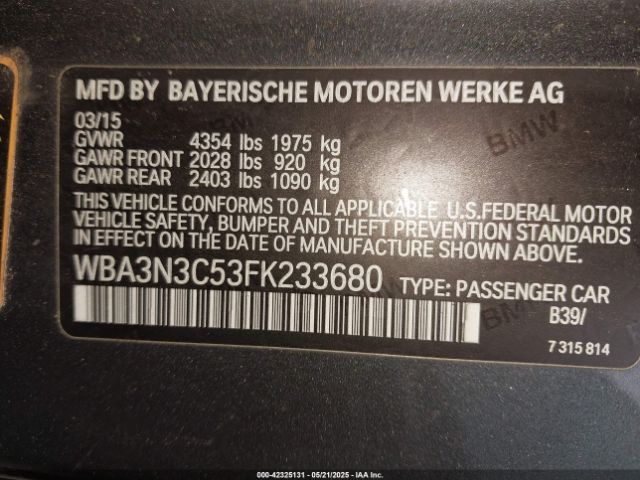 MFD BY BAYERISCHE MOTOREN WERKE AG
03/15
GVWR 4354 lbs 1975 kg
GAWR FRONT 2028 lbs 920 kg
GAWR REAR 2403 lbs 1090 kg
THIS VEHICLE CONFORMS TO ALL APPLICABLE U.S.FEDERAL MOTOR
VEHICLE SAFETY, BUMPER AND THEFT PREVENTION STANDARDS
IN EFFECT ON THE DATE OF MANUFACTURE SHOWN ABOVE.
WBA3N3C53FK233680 TYPE: PASSENGER CAR
B39/
7 315 814
BMW
BMW
000-42325131 - 05/21/2025 - IAA Inc.